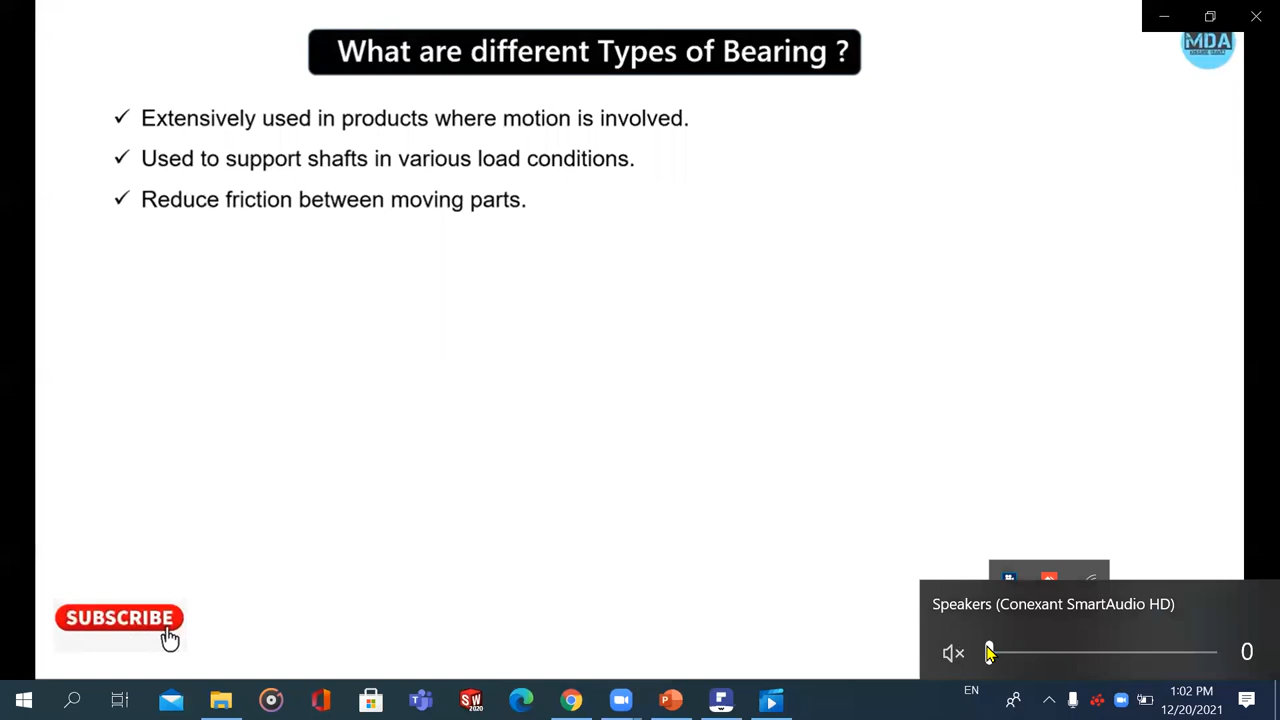 What are different Types of Bearing ?
MDA
✓ Extensively used in products where motion is involved.
✓ Used to support shafts in various load conditions.
✓ Reduce friction between moving parts.
SUBSCRIBE
Speakers (Conexant SmartAudio HD)
0
SW
2020
EN
1:02 PM
12/20/2021